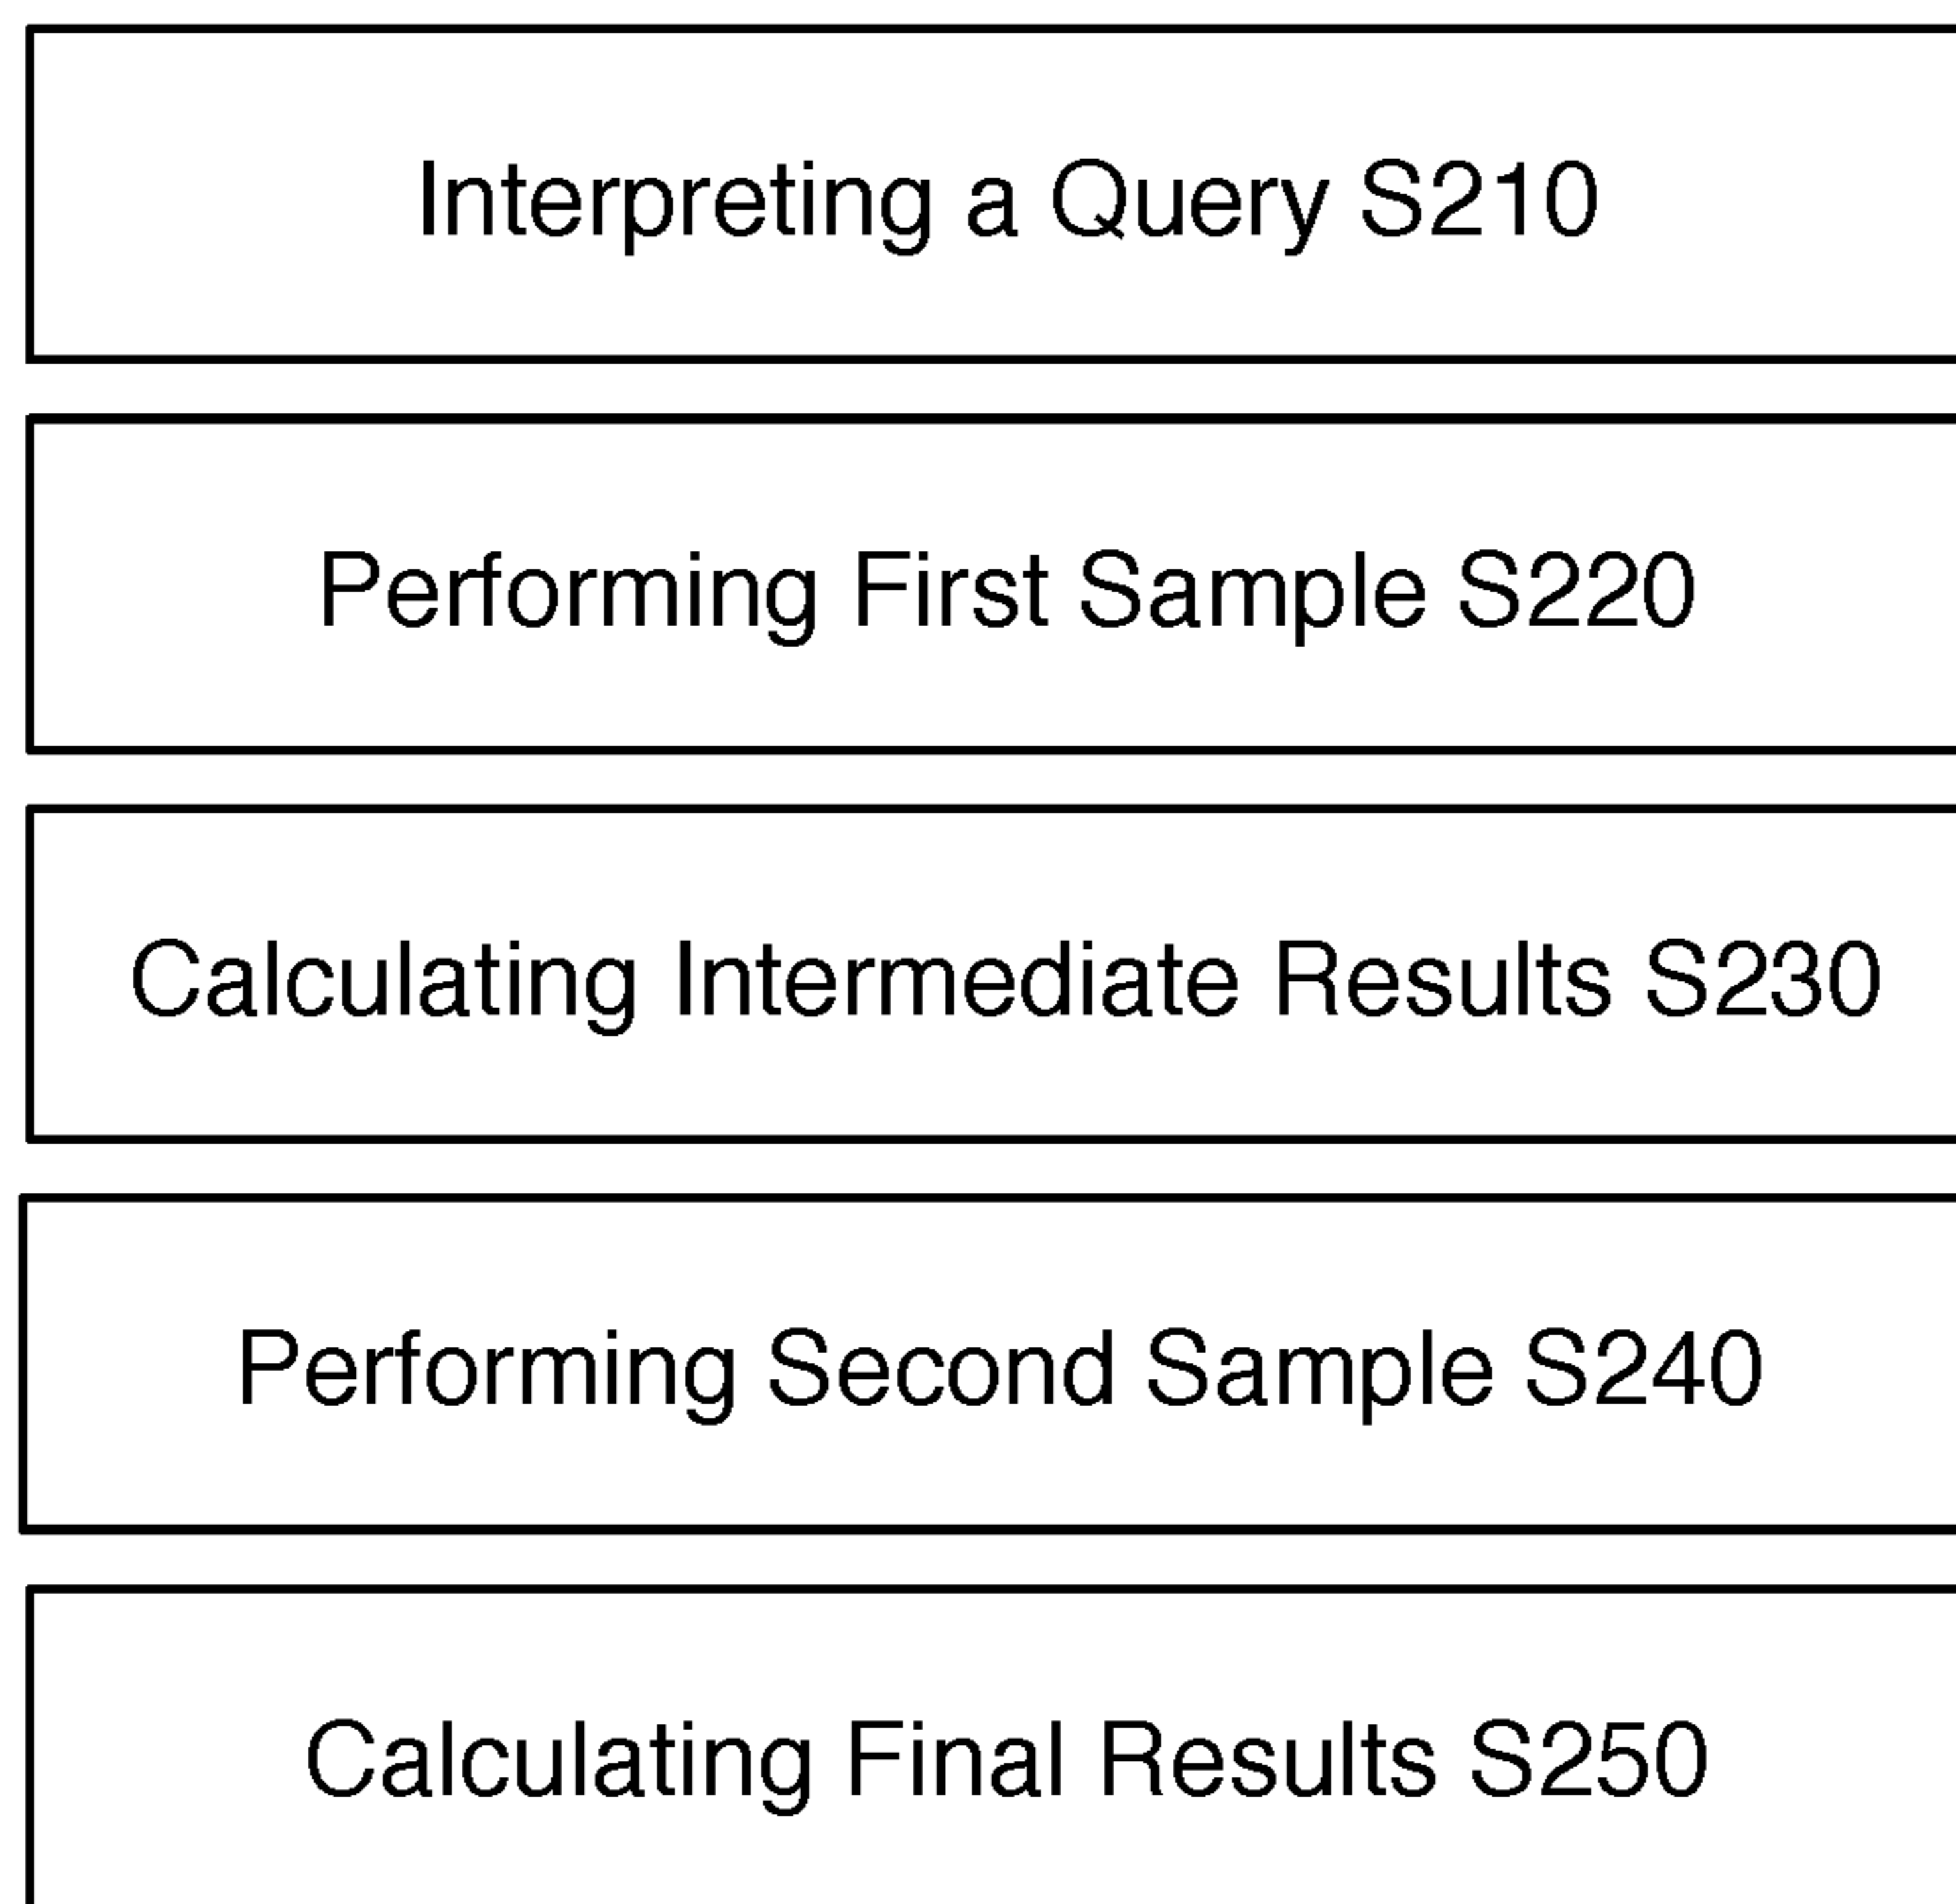 Interpreting a Query S210
Performing First Sample S220
Calculating Intermediate Results S230
Performing Second Sample S240
Calculating Final Results S250